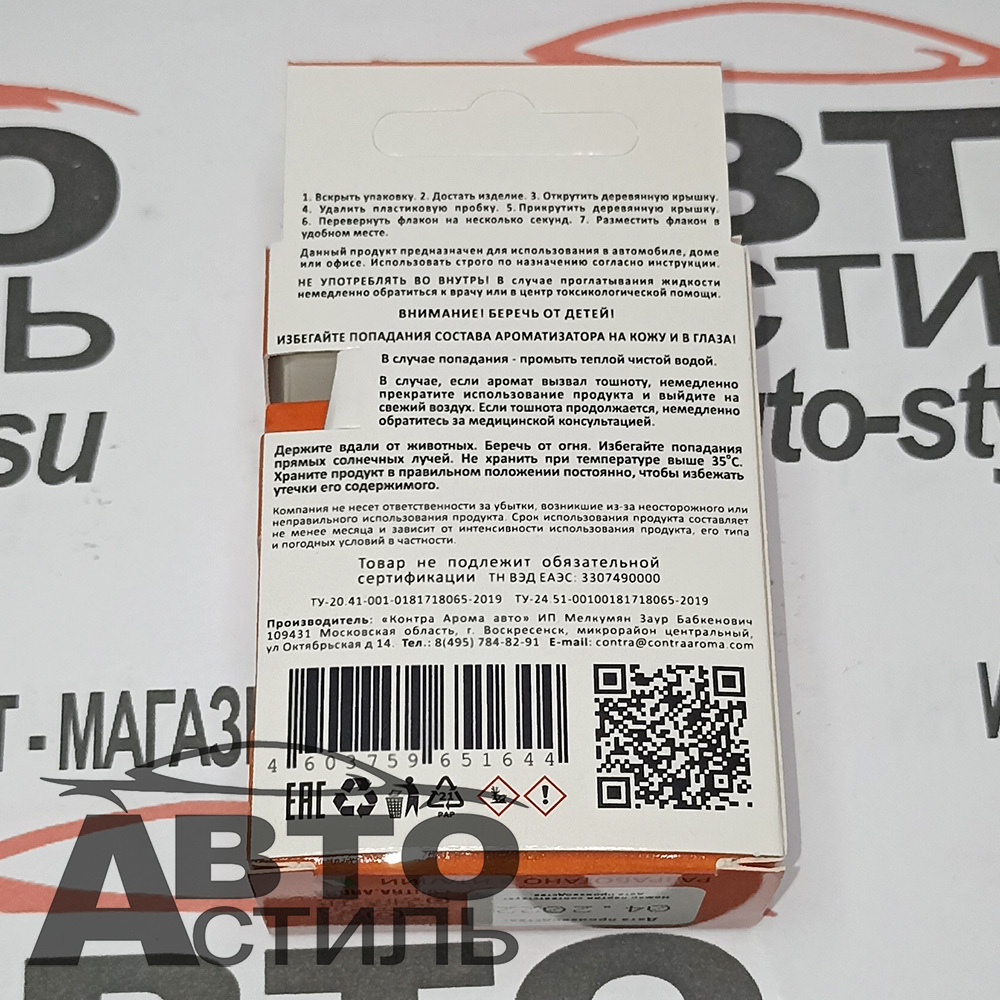 1. Вскрыть упаковку. 2. Достать изделие. 3. Открутить деревянную крышку.
4. Удалить пластиковую пробку. 5. Прикрутить деревянную крышку.
6. Перевернуть флакон на несколько секунд. 7. Разместить флакон в
удобном месте.
Данный продукт предназначен для использования в автомобиле, доме
или офисе. Использовать строго по назначению согласно инструкции.
НЕ УПОТРЕБЛЯТЬ ВО ВНУТРЬ! В случае проглатывания жидкости
немедленно обратиться к врачу или в центр токсикологической помощи.
ВНИМАНИЕ! БЕРЕЧЬ ОТ ДЕТЕЙ!
ИЗБЕГАЙТЕ ПОПАДАНИЯ СОСТАВА АРОМАТИЗАТОРА НА КОЖУ И В ГЛАЗА!
В случае попадания - промыть теплой чистой водой.
В случае, если аромат вызвал тошноту, немедленно
прекратите использование продукта и выйдите на
свежий воздух. Если тошнота продолжается, немедленно
обратитесь за медицинской консультацией.
Держите вдали от животных. Беречь от огня. Избегайте попадания
прямых солнечных лучей. Не хранить при температуре выше 35°С.
Храните продукт в правильном положении постоянно, чтобы избежать
утечки его содержимого.
Компания не несет ответственности за убытки, возникшие из-за неосторожного или
неправильного использования продукта. Срок использования продукта составляет
не менее месяца и зависит от интенсивности использования продукта, его типа
и погодных условий в частности.
Товар не подлежит обязательной
сертификации ТН ВЭД ЕАЭС: 3307490000
ТУ-20.41-001-0181718065-2019 ТУ-24 51-00100181718065-2019
Производитель: «Контра Арома авто» ИП Мелкумян Заур Бабкенович
109431 Московская область, г. Воскресенск, микрорайон центральный,
ул Октябрьская д 14. Тел.: 8(495) 784-82-91 E-mail: contra@contraaroma.com
4 603759 651644
ЕАС
21
PAP
АВТО
СТИЛЬ
РАЗРАБОТАНО
Дата производства:
О
ЛЬ
su
ВТО
СТИЛЬ
Т - МАГАЗИ